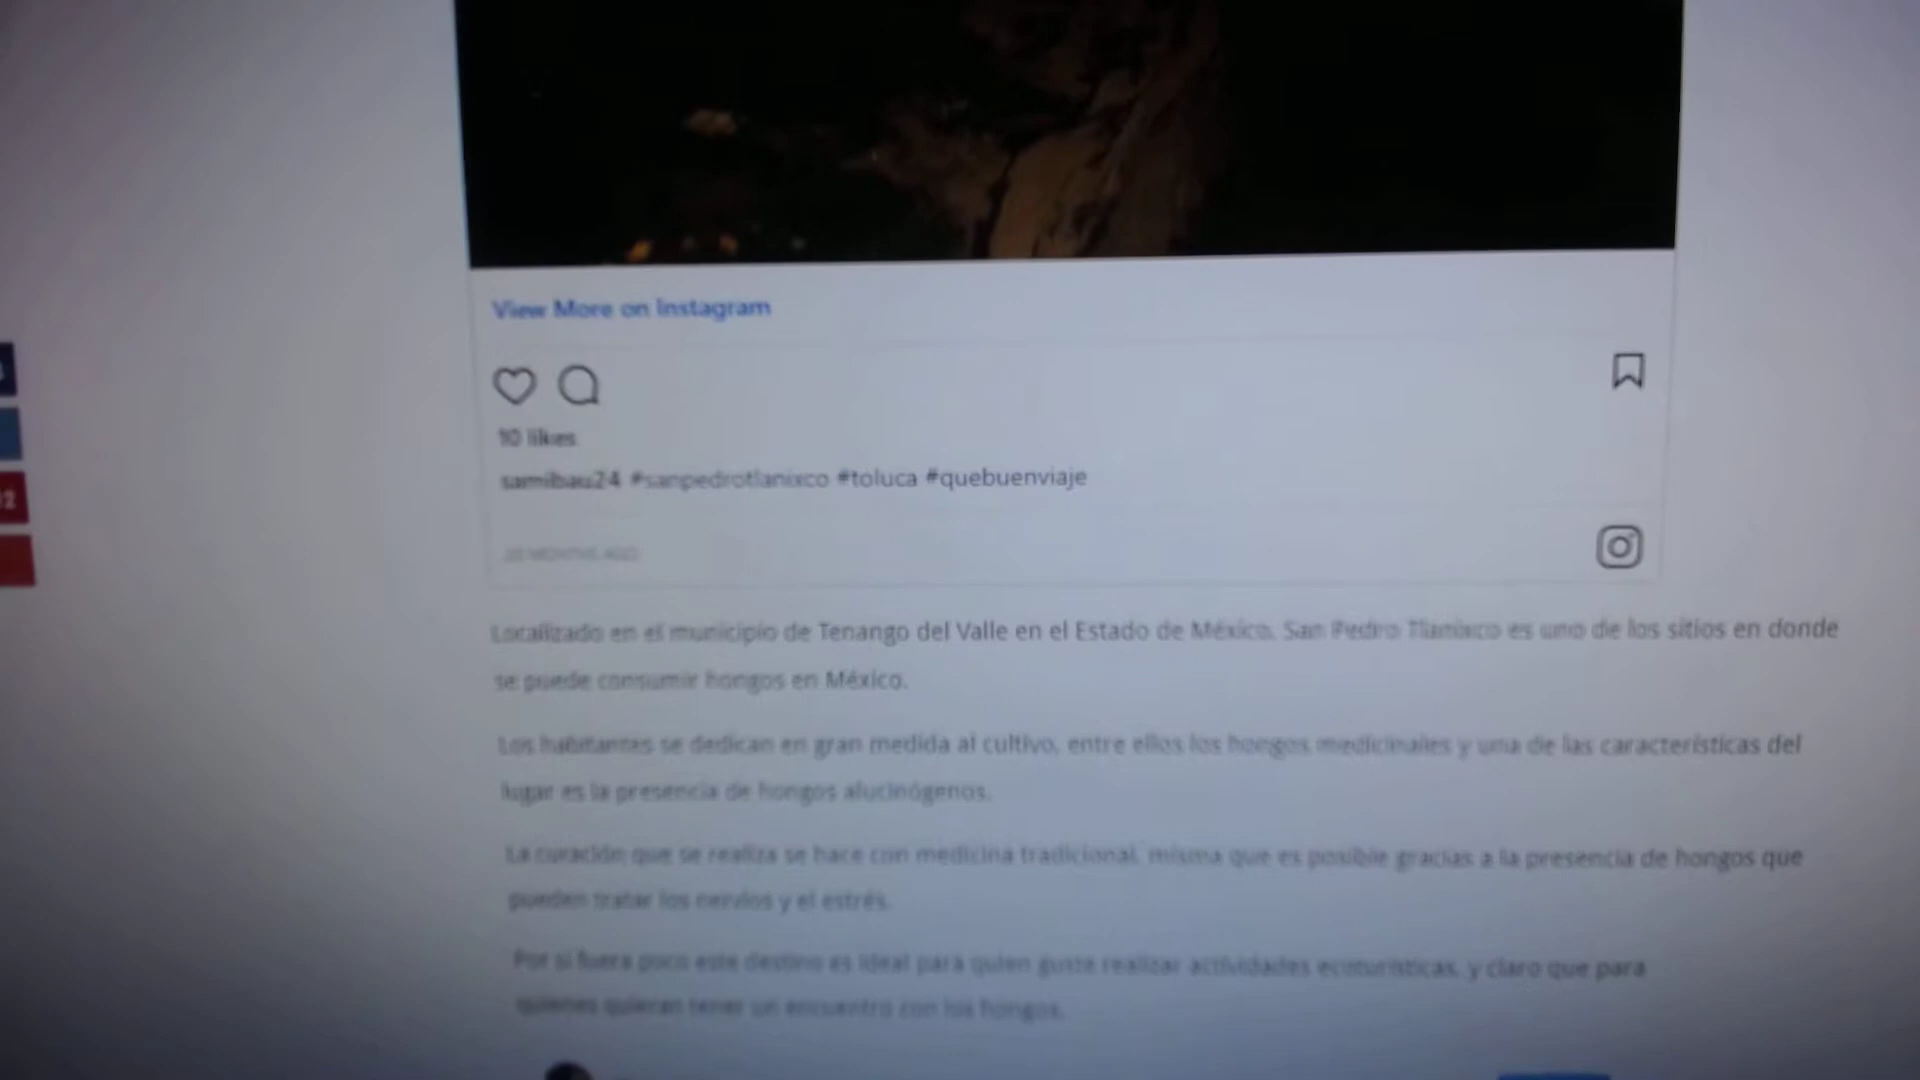 View More on Instagram
10 likes
samibau24 #sanpedrotlanixco #toluca #quebuenviaje
MONTHS AGO
Localizado en el municipio de Tenango del Valle en el Estado de México, San Pedro Tlanixco es uno de los sitios en donde
se puede consumir hongos en México.
Los habitantes se dedican en gran medida al cultivo, entre ellos los hongos medicinales y una de las características del
lugar es la presencia de hongos alucinógenos.
La curación que se realiza se hace con medicina tradicional, misma que es posible gracias a la presencia de hongos que
pueden tratar los nervios y el estrés.
Por si fuera poco este destino es ideal para quien guste realizar actividades ecoturísticas, y claro que para
quienes quieran tener un encuentro con los hongos.